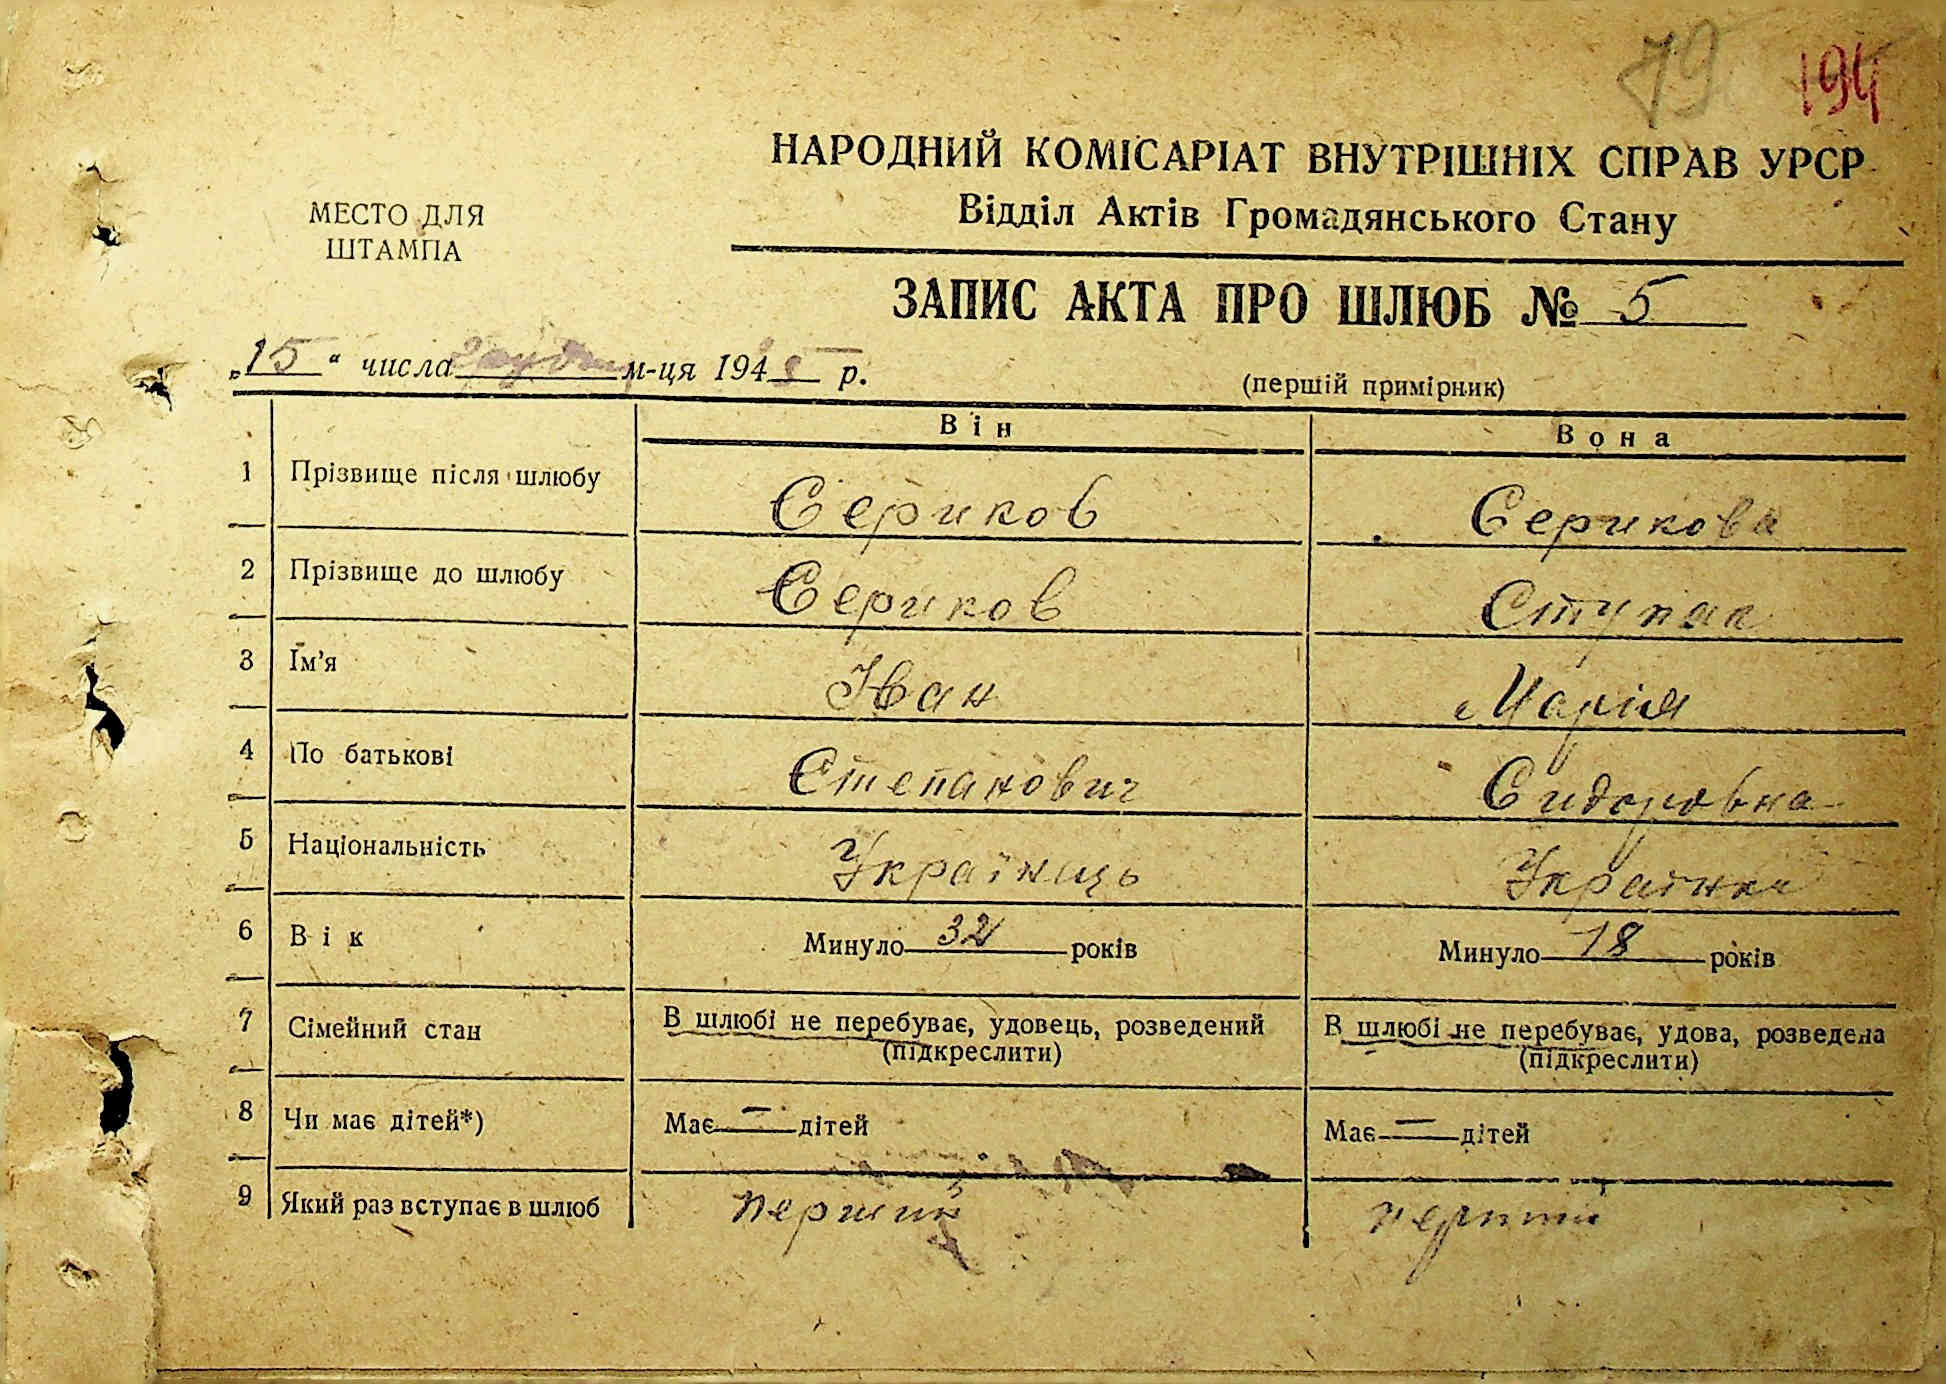 79 194
НАРОДНИЙ КОМІСАРІАТ ВНУТРІШНІХ СПРАВ УРСР
Відділ Актів Громадянського Стану
МЕСТО ДЛЯ
ШТАМПА
ЗАПИС АКТА ПРО ШЛЮБ № 5
„15“ числа грудня м-ця 194 р.
(перший примірник)
Він Вона
1 Прізвище після шлюбу Сериков Серикова
2 Прізвище до шлюбу Сериков Ступак
3 Ім'я Іван Марія
4 По батькові Степанович Сидоровна
5 Національність Українець Українка
6 Вік Минуло 32 років Минуло 18 років
7 Сімейний стан В шлюбі не перебуває, удовець, розведений В шлюбі не перебуває, удова, розведена
(підкреслити) (підкреслити)
8 Чи має дітей*) Має — дітей Має — дітей
9 Який раз вступає в шлюб перший перший